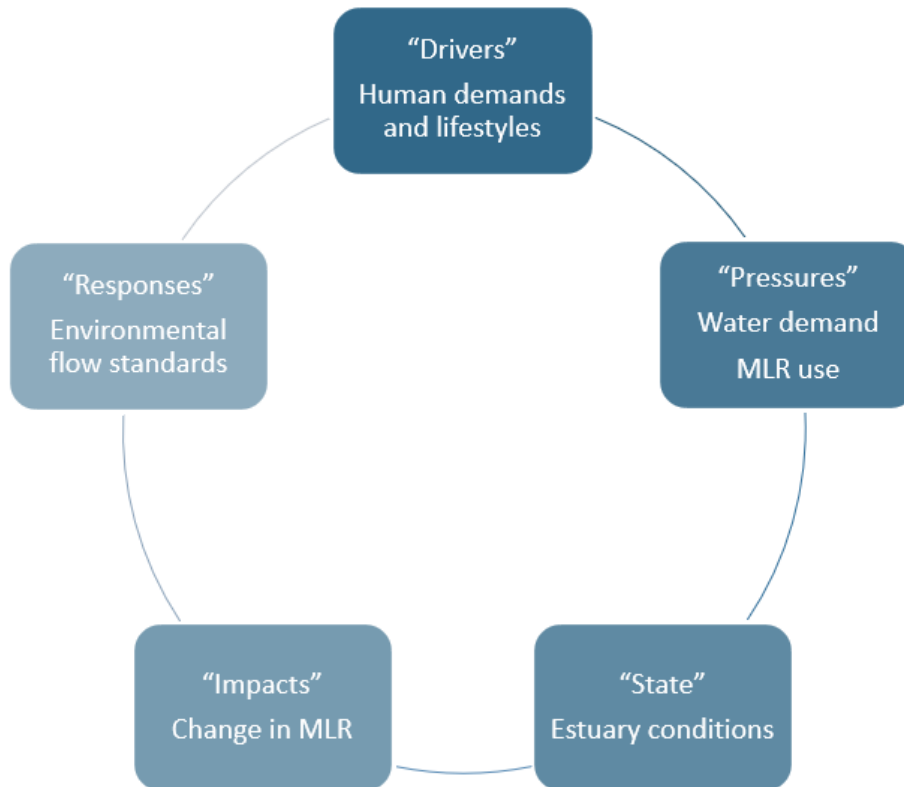 “Drivers”
Human demands
and lifestyles
“Pressures”
Water demand
MLR use
“State”
Estuary conditions
“Impacts”
Change in MLR
“Responses”
Environmental
flow standards